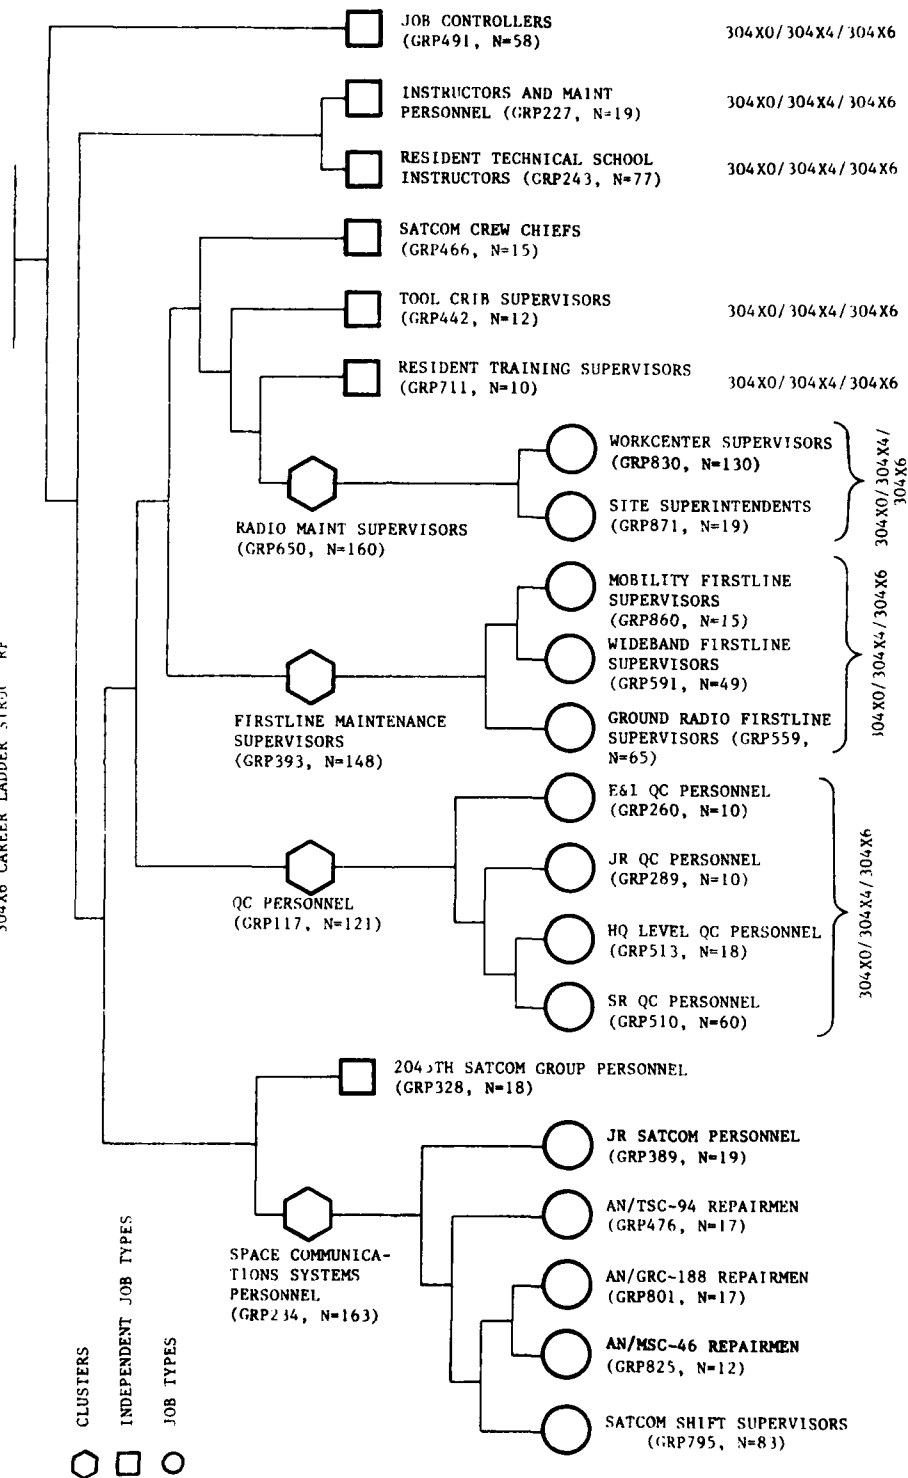 JOB CONTROLLERS
(GRP491, N=58)
304X0/304X4/304X6
INSTRUCTORS AND MAINT
PERSONNEL (GRP227, N=19)
304X0/304X4/304X6
RESIDENT TECHNICAL SCHOOL
INSTRUCTORS (GRP243, N=77)
304X0/304X4/304X6
SATCOM CREW CHIEFS
(GRP466, N=15)
TOOL CRIB SUPERVISORS
(GRP442, N=12)
304X0/304X4/304X6
RESIDENT TRAINING SUPERVISORS
(GRP711, N=10)
304X0/304X4/304X6
WORKCENTER SUPERVISORS
(GRP830, N=130)
SITE SUPERINTENDENTS
(GRP871, N=19)
304X0/304X4/
304X6
RADIO MAINT SUPERVISORS
(GRP650, N=160)
MOBILITY FIRSTLINE
SUPERVISORS
(GRP860, N=15)
WIDEBAND FIRSTLINE
SUPERVISORS
(GRP591, N=49)
GROUND RADIO FIRSTLINE
SUPERVISORS (GRP559,
N=65)
304X0/304X4/304X6
FIRSTLINE MAINTENANCE
SUPERVISORS
(GRP393, N=148)
E&I QC PERSONNEL
(GRP260, N=10)
JR QC PERSONNEL
(GRP289, N=10)
HQ LEVEL QC PERSONNEL
(GRP513, N=18)
SR QC PERSONNEL
(GRP510, N=60)
304X0/304X4/304X6
QC PERSONNEL
(GRP117, N=121)
304X6 CAREER LADDER
SATCOM GROUP PERSONNEL
(GRP328, N=18)
JR SATCOM PERSONNEL
(GRP389, N=19)
AN/TSC-94 REPAIRMEN
(GRP476, N=17)
AN/GRC-188 REPAIRMEN
(GRP801, N=17)
AN/MSC-46 REPAIRMEN
(GRP825, N=12)
SATCOM SHIFT SUPERVISORS
(GRP795, N=83)
SPACE COMMUNICA-
TIONS SYSTEMS
PERSONNEL
(GRP234, N=163)
CLUSTERS
INDEPENDENT JOB TYPES
JOB TYPES